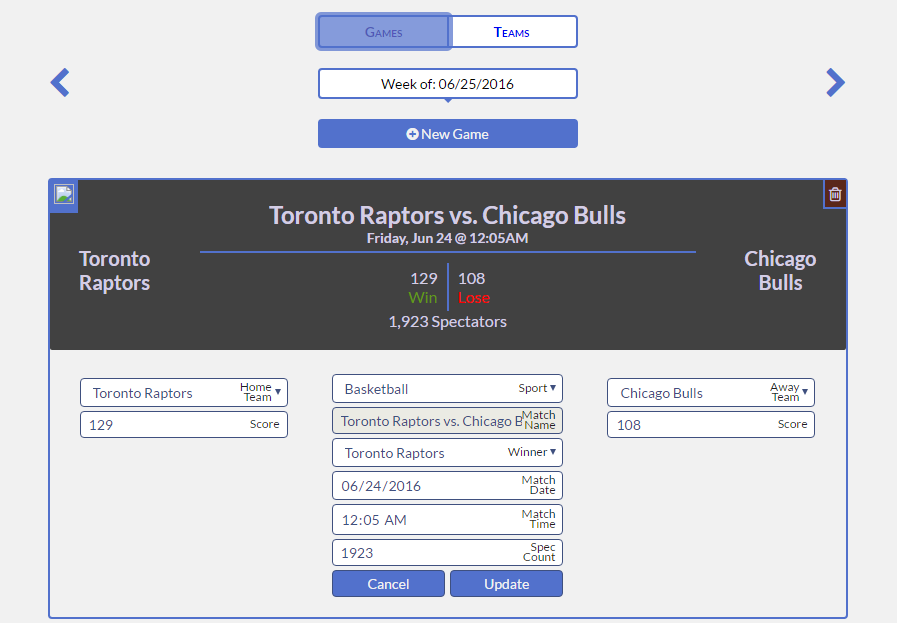 Games
Teams
Week of: 06/25/2016
New Game
Toronto Raptors vs. Chicago Bulls
Friday, Jun 24 @ 12:05AM
Toronto
Raptors
Chicago
Bulls
129 108
Win Lose
1,923 Spectators
Toronto Raptors Home Team
129 Score
Basketball Sport
Toronto Raptors vs. Chicago B Match Name
Toronto Raptors Winner
06/24/2016 Match Date
12:05 AM Match Time
1923 Spec Count
Cancel Update
Chicago Bulls Away Team
108 Score